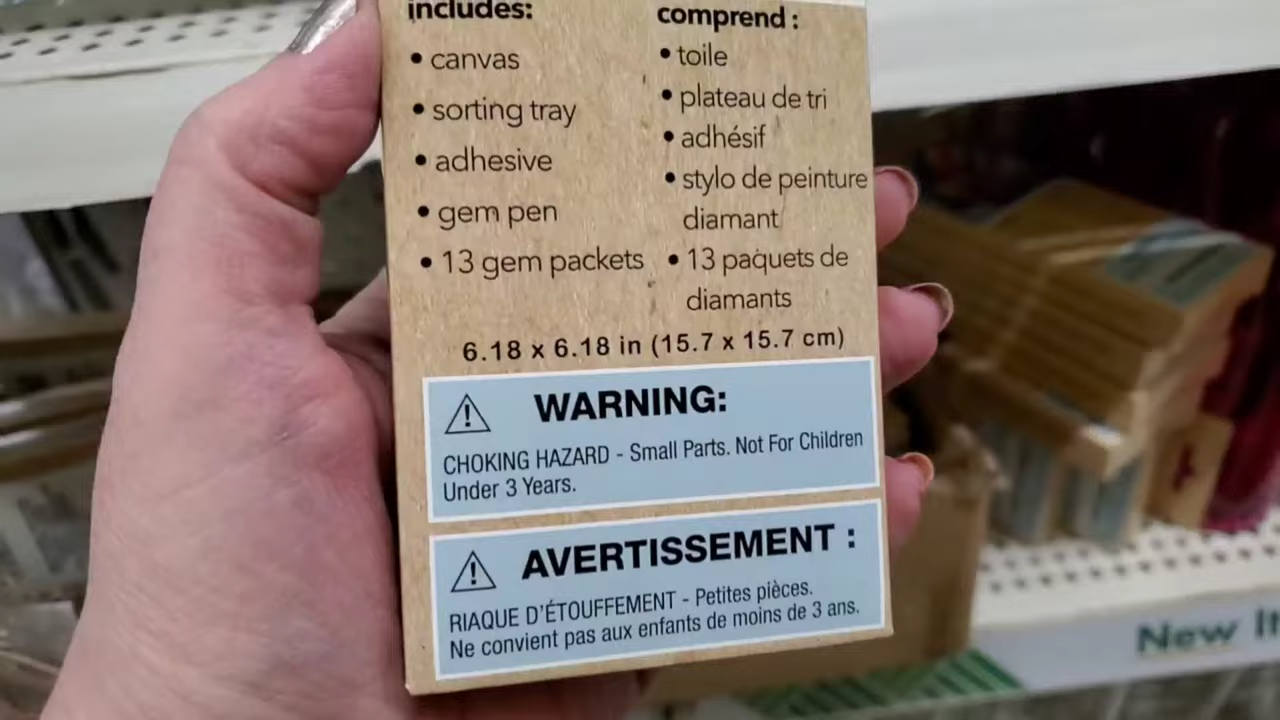 includes:
• canvas
• sorting tray
• adhesive
• gem pen
• 13 gem packets
comprend :
• toile
• plateau de tri
• adhésif
• stylo de peinture
diamant
• 13 paquets de
diamants
6.18 x 6.18 in (15.7 x 15.7 cm)
WARNING:
CHOKING HAZARD - Small Parts. Not For Children
Under 3 Years.
AVERTISSEMENT :
RIAQUE D'ÉTOUFFEMENT - Petites pièces.
Ne convient pas aux enfants de moins de 3 ans.
New It